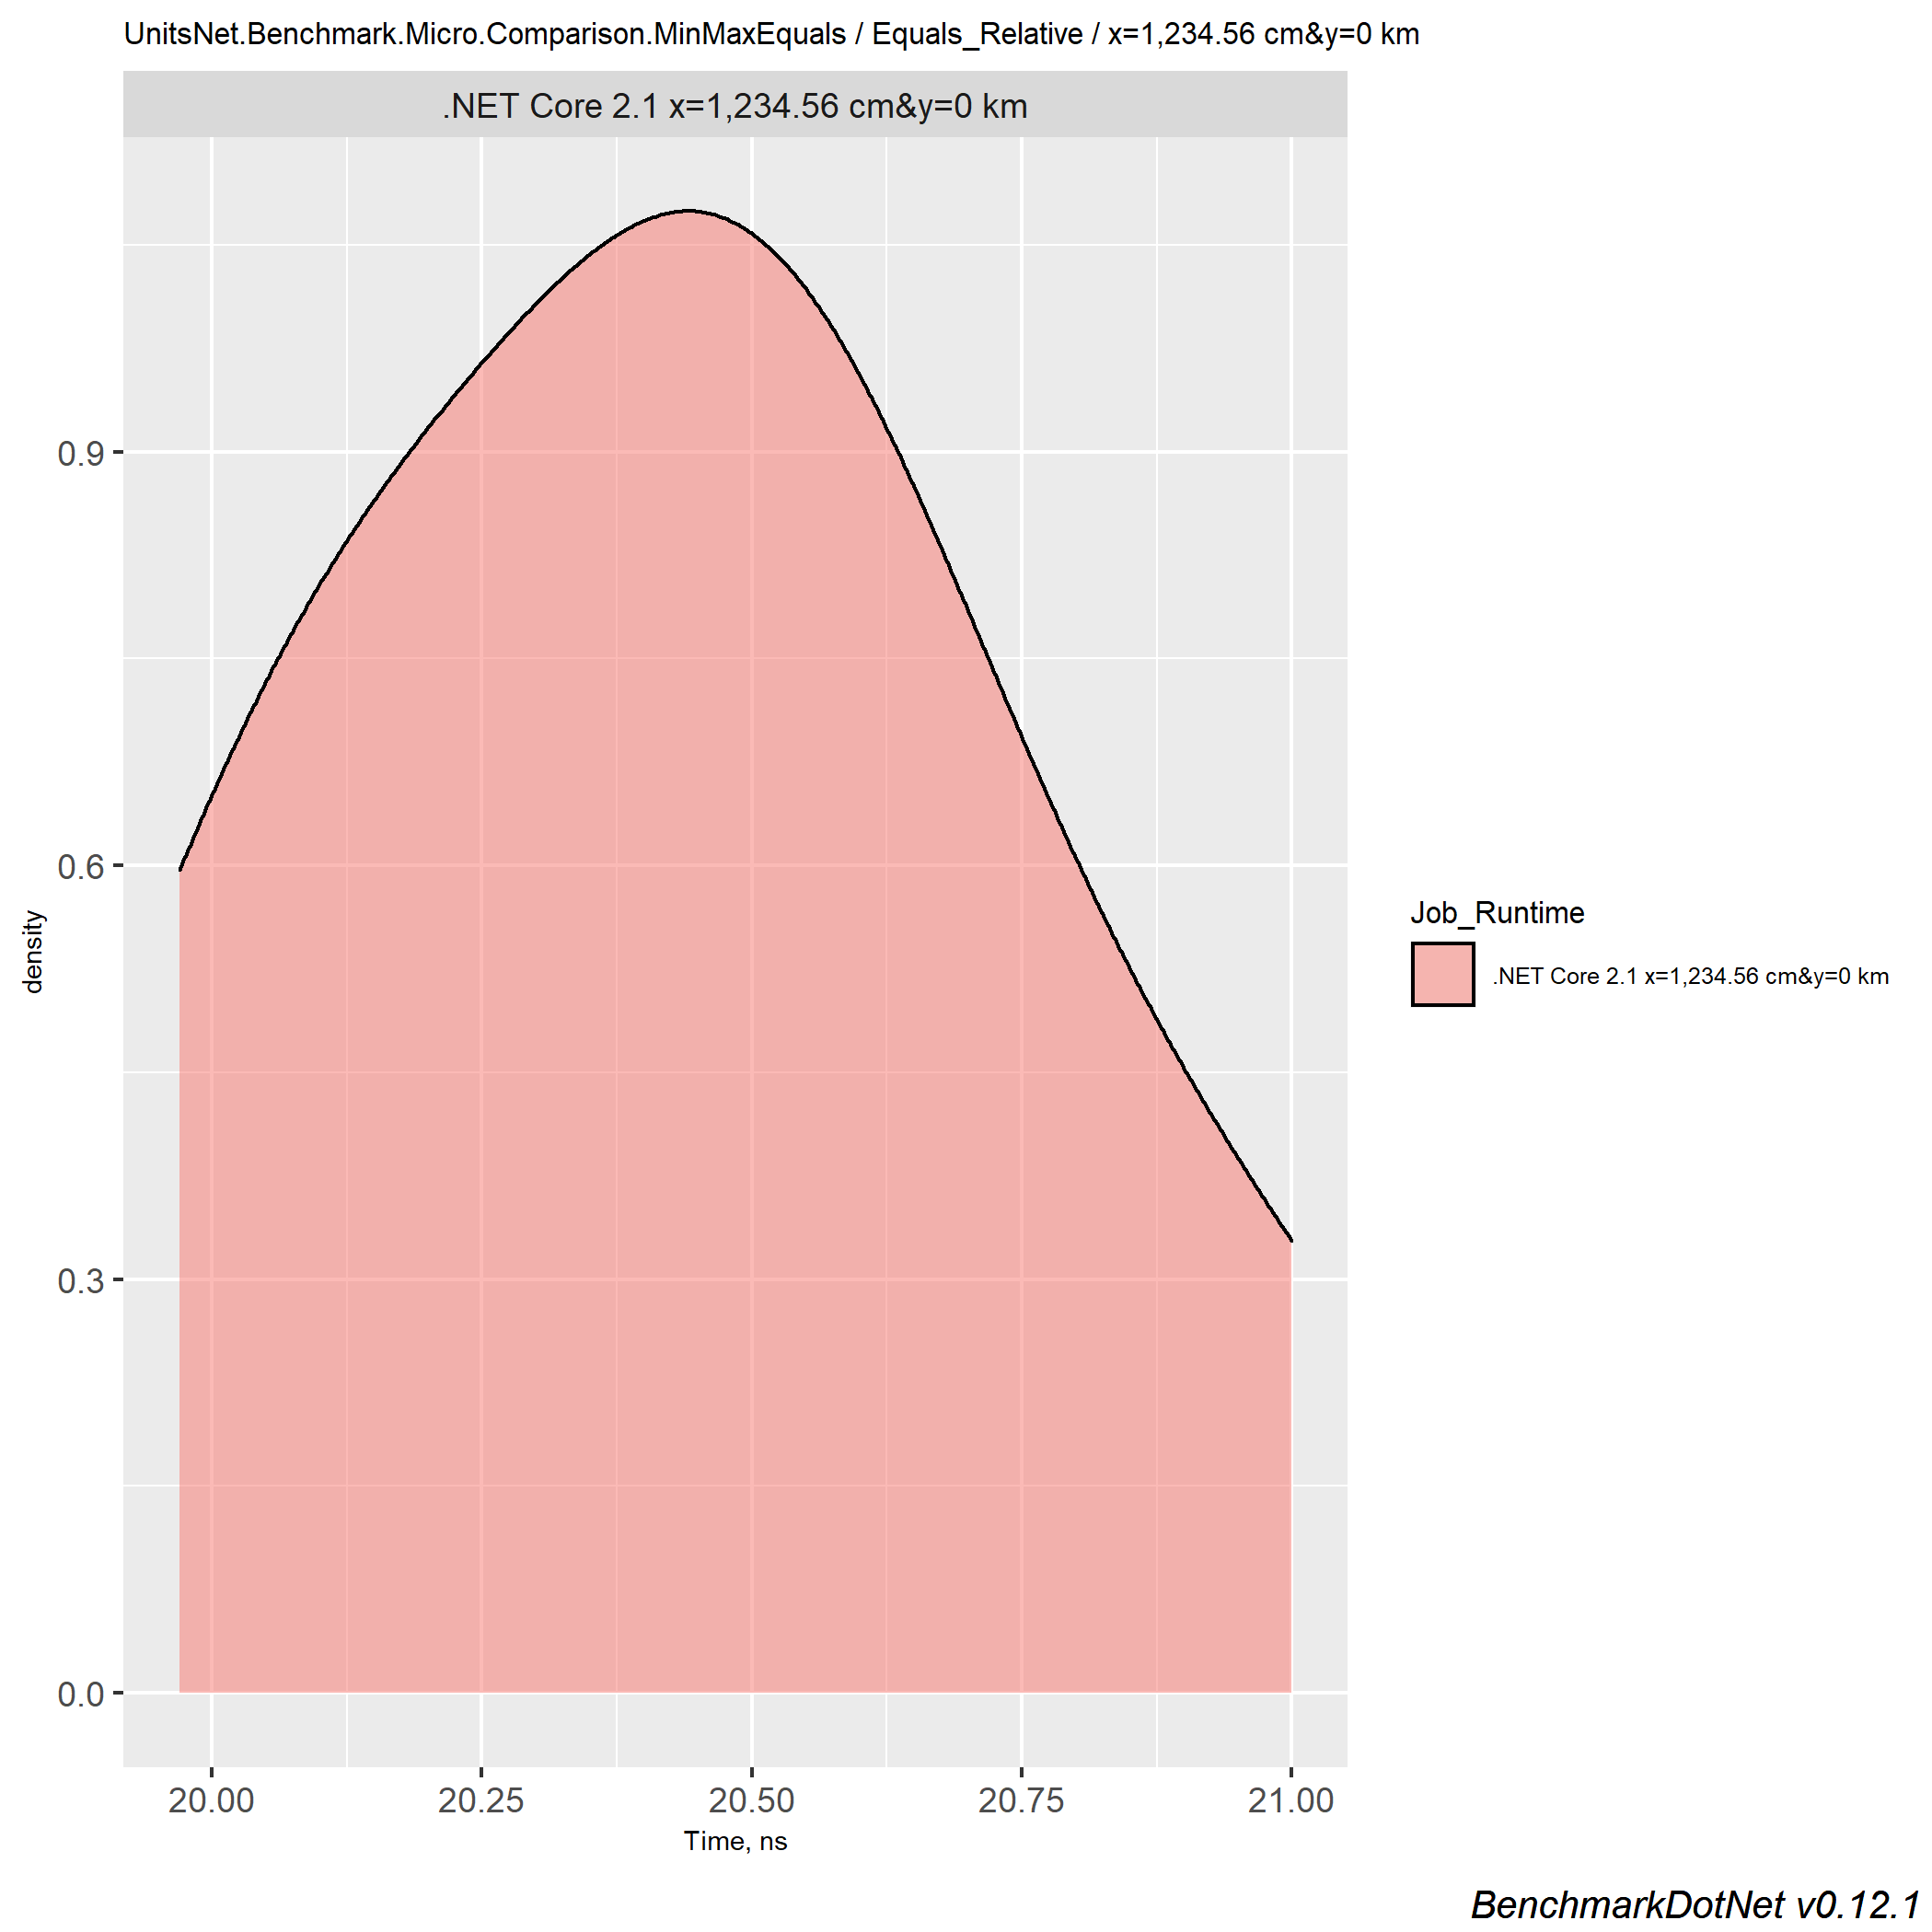 UnitsNet.Benchmark.Micro.Comparison.MinMaxEquals / Equals_Relative / x=1,234.56 cm&y=0 km
.NET Core 2.1 x=1,234.56 cm&y=0 km
0.9
0.6
0.3
0.0
density
20.00 20.25 20.50 20.75 21.00
Time, ns
Job_Runtime
.NET Core 2.1 x=1,234.56 cm&y=0 km
BenchmarkDotNet v0.12.1